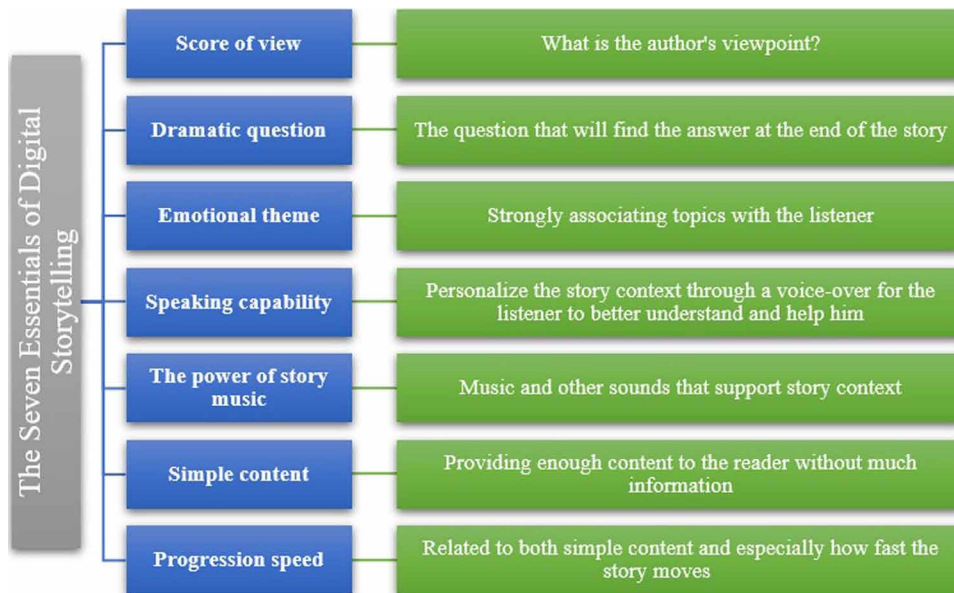 The Seven Essentials of Digital
Storytelling
Score of view
What is the author's viewpoint?
Dramatic question
The question that will find the answer at the end of the story
Emotional theme
Strongly associating topics with the listener
Speaking capability
Personalize the story context through a voice-over for the
listener to better understand and help him
The power of story
music
Music and other sounds that support story context
Simple content
Providing enough content to the reader without much
information
Progression speed
Related to both simple content and especially how fast the
story moves